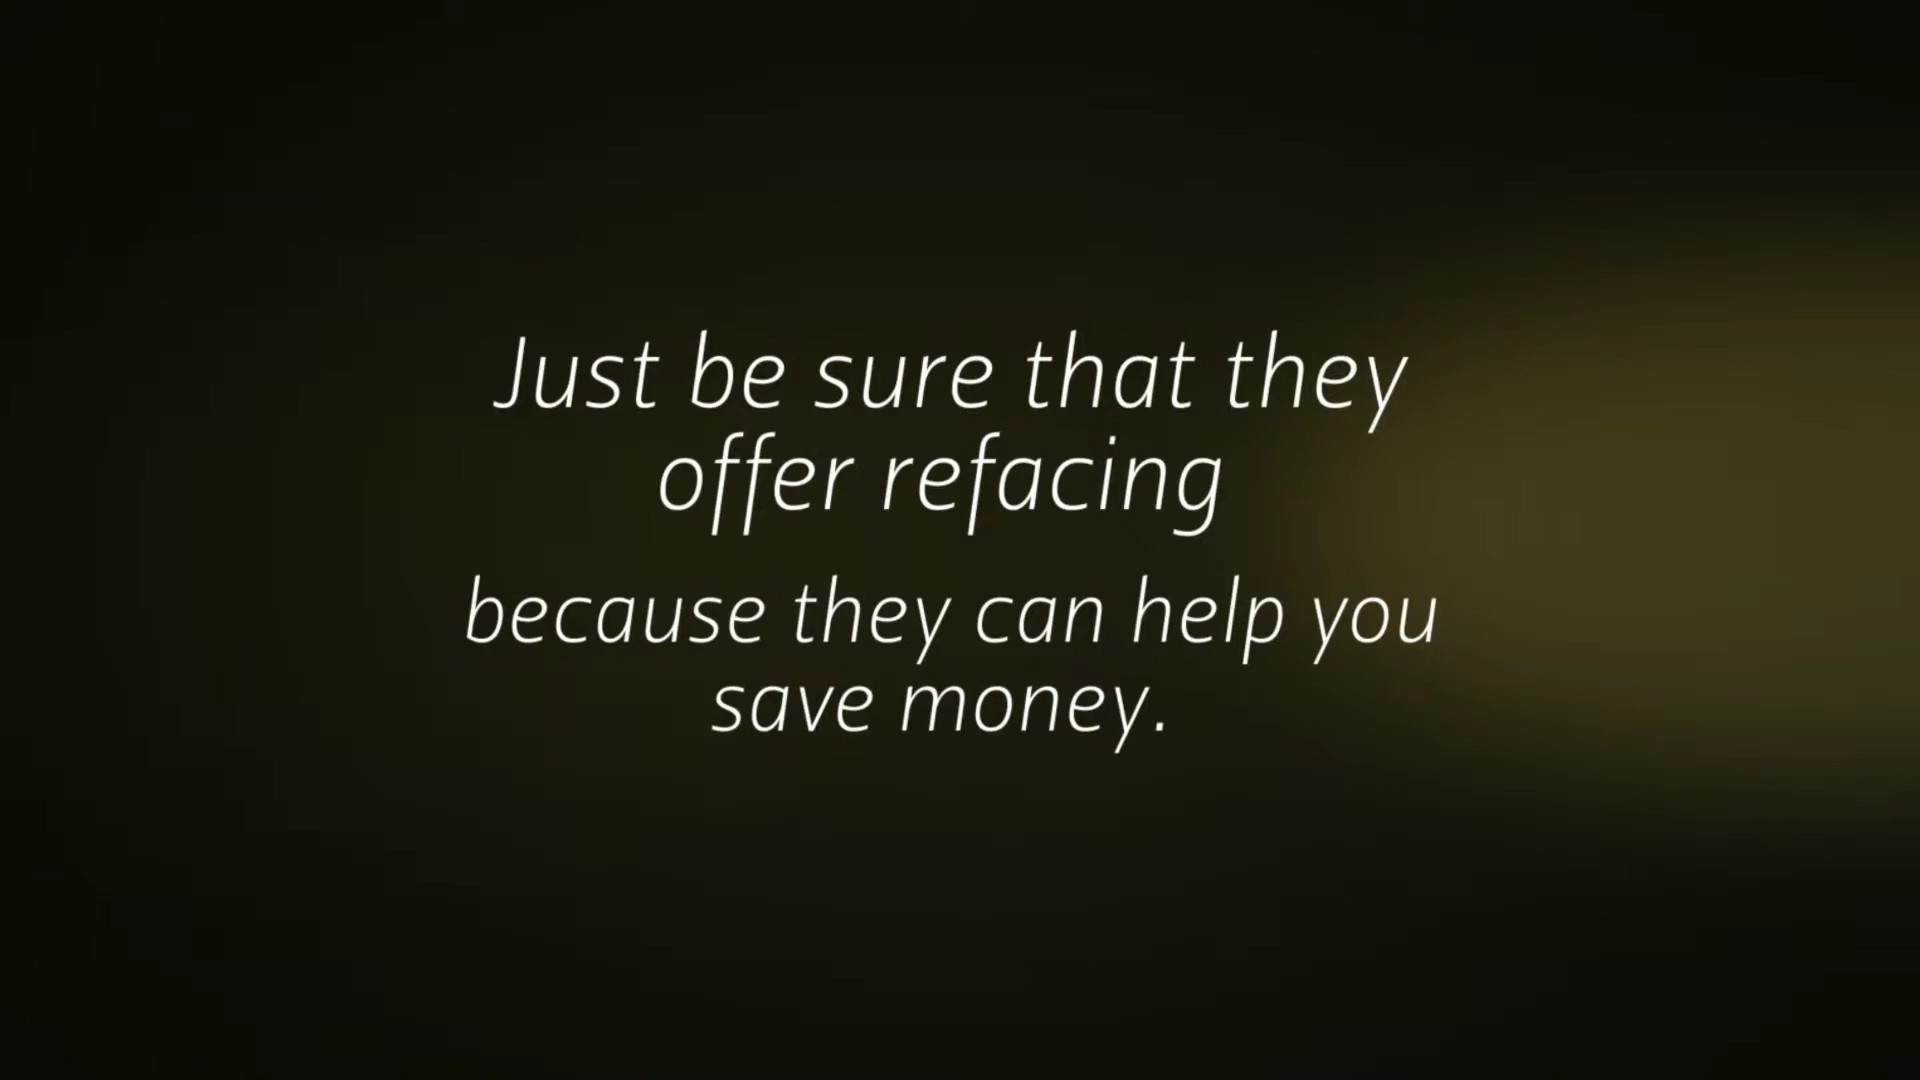 Just be sure that they
offer refacing
because they can help you
save money.